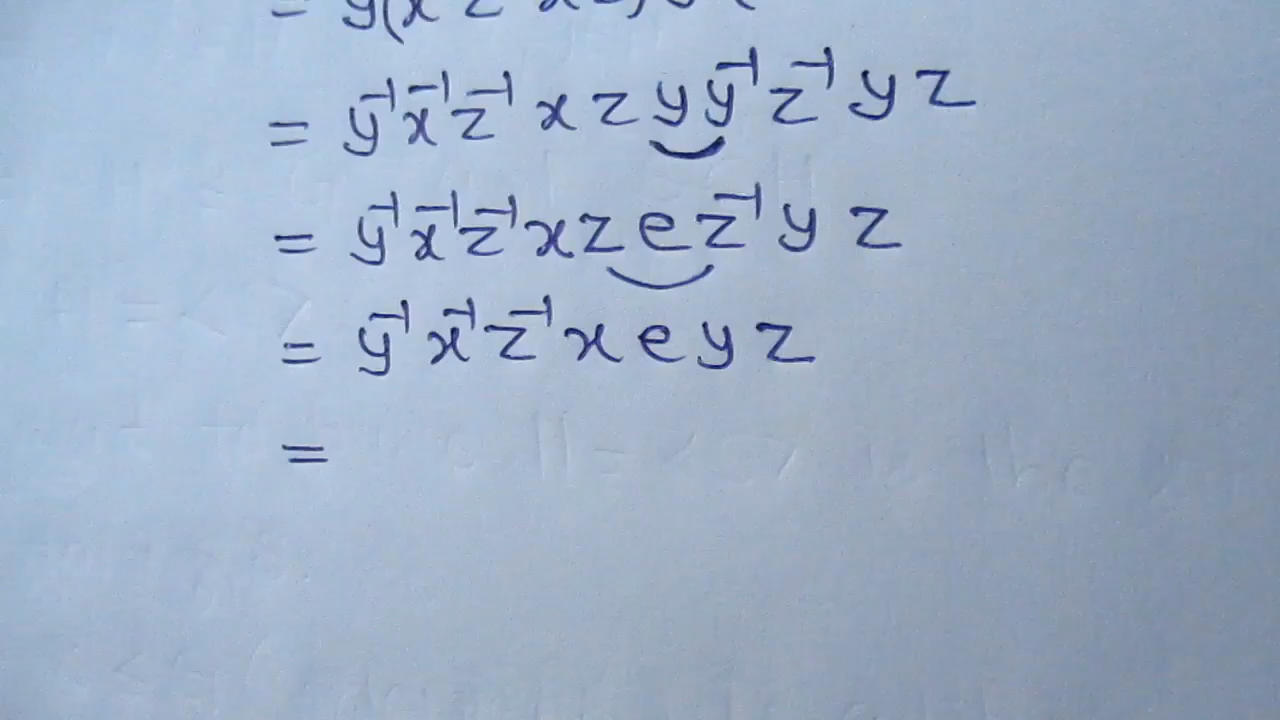 = y⁻¹x⁻¹z⁻¹xzyy⁻¹z⁻¹yz
= y⁻¹x⁻¹z⁻¹xzez⁻¹yz
= y⁻¹x⁻¹z⁻¹xeyz
=